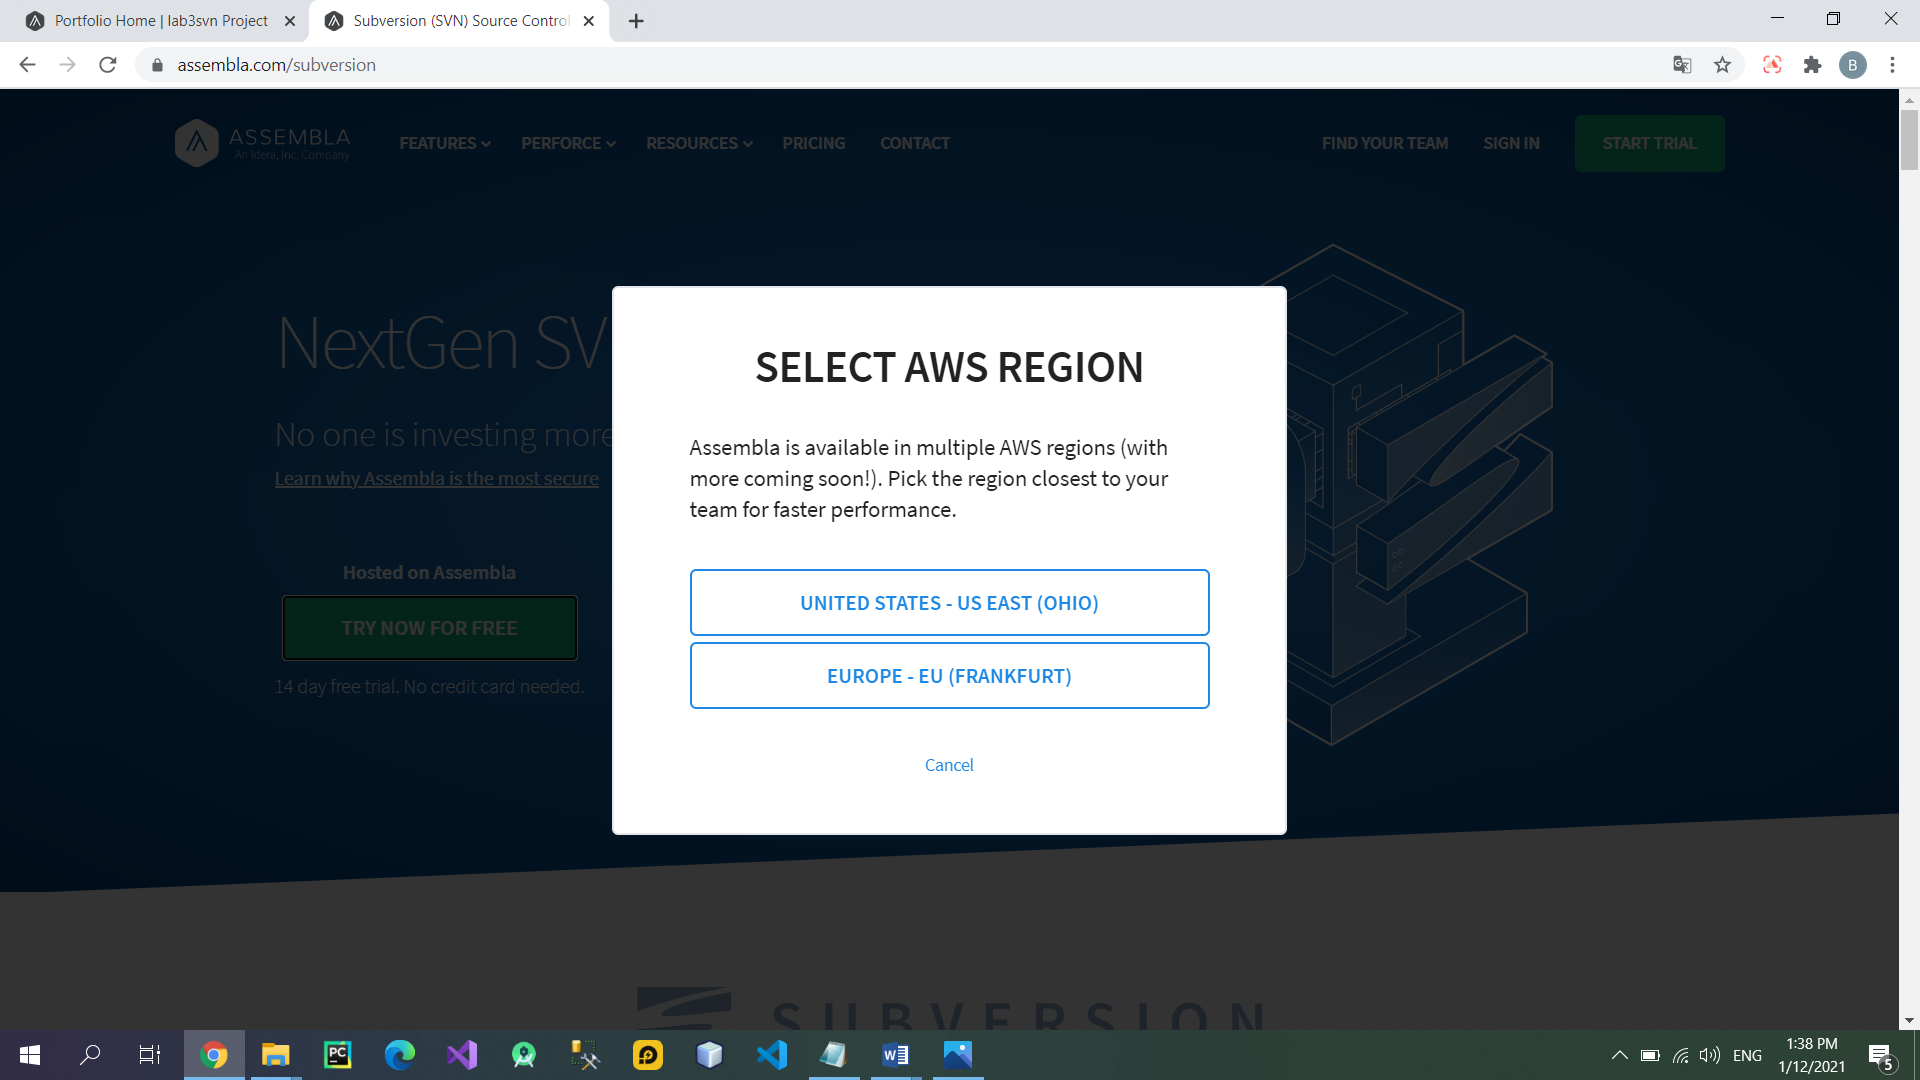 Portfolio Home | lab3svn Project
Subversion (SVN) Source Control
assembla.com/subversion
B
ASSEMBLA
An Idera, Inc. Company
FEATURES
PERFORCE
RESOURCES
PRICING
CONTACT
FIND YOUR TEAM
SIGN IN
START TRIAL
NextGen SV
No one is investing more
Learn why Assembla is the most secure
Hosted on Assembla
TRY NOW FOR FREE
14 day free trial. No credit card needed.
SELECT AWS REGION
Assembla is available in multiple AWS regions (with
more coming soon!). Pick the region closest to your
team for faster performance.
UNITED STATES - US EAST (OHIO)
EUROPE - EU (FRANKFURT)
Cancel
SUBVERSION
PC
W
ENG
1:38 PM
1/12/2021
5